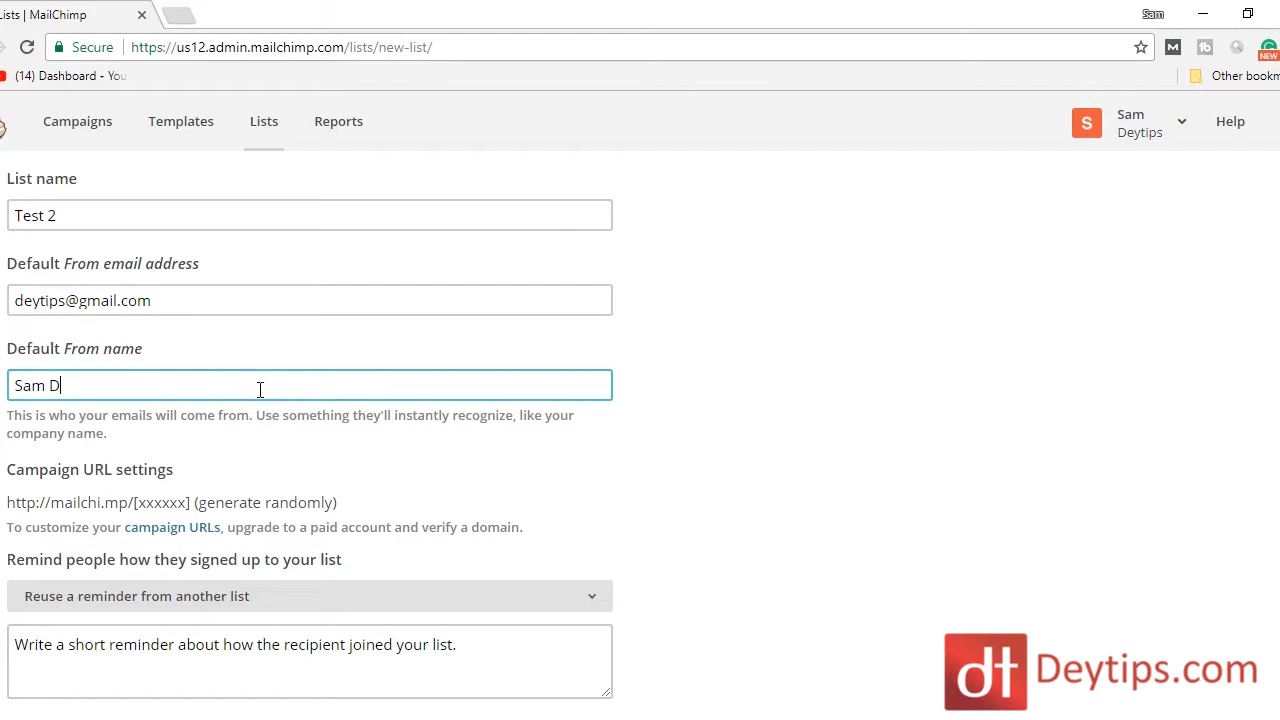 Lists | MailChimp
Sam
Secure
https://us12.admin.mailchimp.com/lists/new-list/
M
tb
NEW
(14) Dashboard - You
Other bookm
Campaigns
Templates
Lists
Reports
S
Sam
Deytips
Help
List name
Test 2
Default From email address
deytips@gmail.com
Default From name
Sam D
This is who your emails will come from. Use something they'll instantly recognize, like your
company name.
Campaign URL settings
http://mailchi.mp/[xxxxxx] (generate randomly)
To customize your campaign URLs, upgrade to a paid account and verify a domain.
Remind people how they signed up to your list
Reuse a reminder from another list
Write a short reminder about how the recipient joined your list.
dt Deytips.com